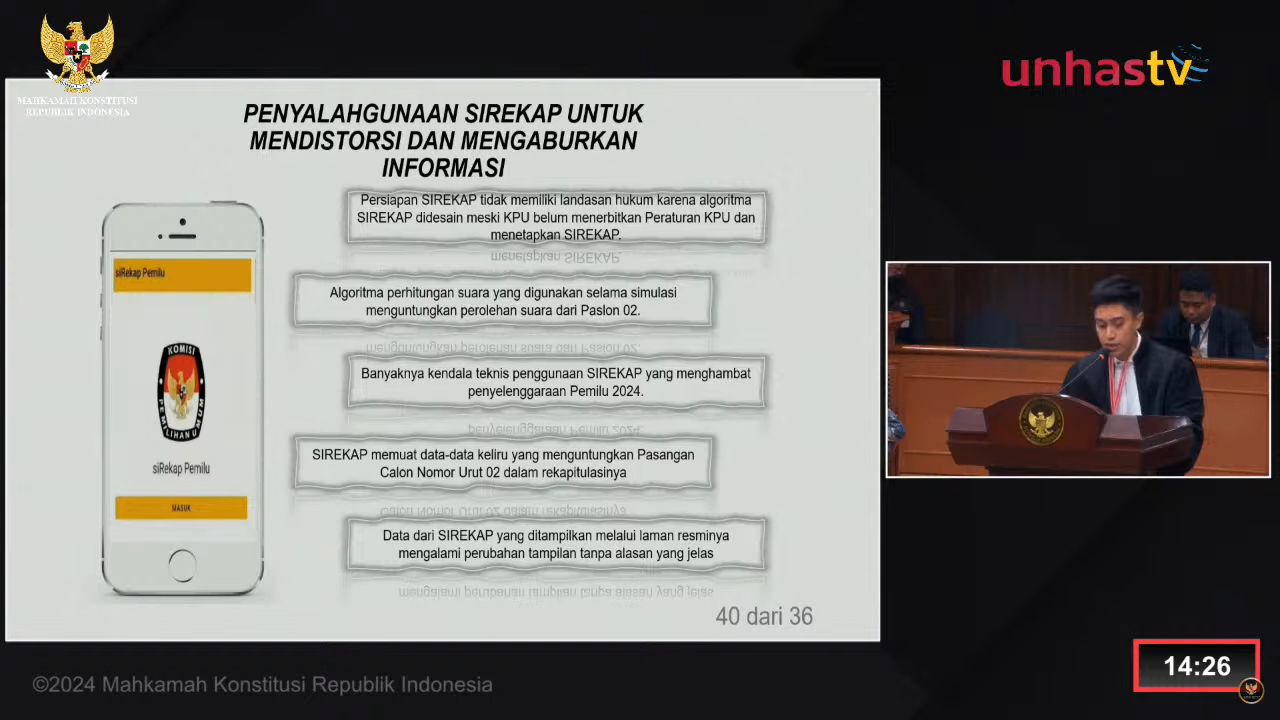 MAHKAMAH KONSTITUSI
REPUBLIK INDONESIA
unhastv
PENYALAHGUNAAN SIREKAP UNTUK
MENDISTORSI DAN MENGABURKAN
INFORMASI
Persiapan SIREKAP tidak memiliki landasan hukum karena algoritma
SIREKAP didesain meski KPU belum menerbitkan Peraturan KPU dan
menetapkan SIREKAP.
Algoritma perhitungan suara yang digunakan selama simulasi
menguntungkan perolehan suara dari Paslon 02.
Banyaknya kendala teknis penggunaan SIREKAP yang menghambat
penyelenggaraan Pemilu 2024.
SIREKAP memuat data-data keliru yang menguntungkan Pasangan
Calon Nomor Urut 02 dalam rekapitulasinya
Data dari SIREKAP yang ditampilkan melalui laman resminya
mengalami perubahan tampilan tanpa alasan yang jelas
siRekap Pemilu
KOMISI
PEMILIHAN UMUM
siRekap Pemilu
MASUK
40 dari 36
©2024 Mahkamah Konstitusi Republik Indonesia
14:26